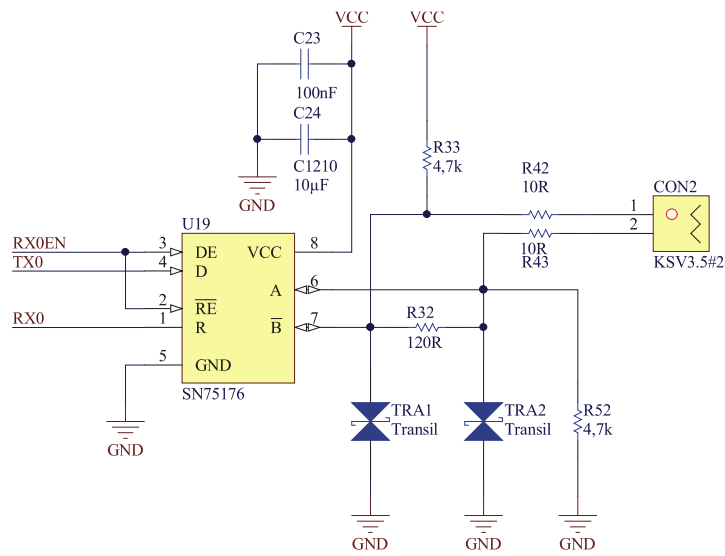 VCC
VCC
C23
100nF
C24
C1210
10µF
GND
R33
4,7k
R42
10R
CON2
1
2
10R
R43
KSV3.5#2
U19
RX0EN
3
DE
VCC
8
TX0
4
D
A
6
2
RE
RX0
1
R
B
7
R32
120R
5
GND
SN75176
GND
TRA1
Transil
TRA2
Transil
R52
4,7k
GND
GND
GND